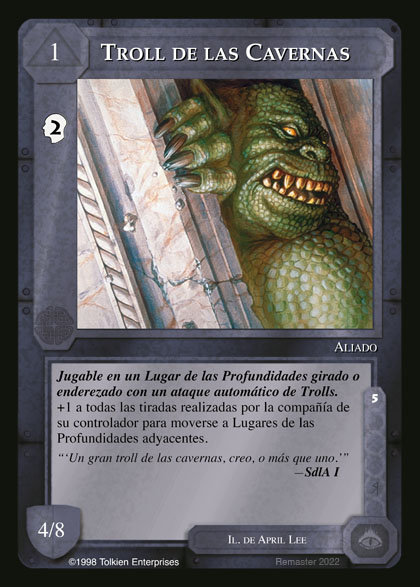 1
TROLL DE LAS CAVERNAS
2
ALIADO
Jugable en un Lugar de las Profundidades girado o
enderezado con un ataque automático de Trolls.
+1 a todas las tiradas realizadas por la compañía de
su controlador para moverse a Lugares de las
Profundidades adyacentes.
“‘Un gran troll de las cavernas, creo, o más que uno.’”
—SdlA I
5
4/8
IL. DE APRIL LEE
©1998 Tolkien Enterprises
Remaster 2022